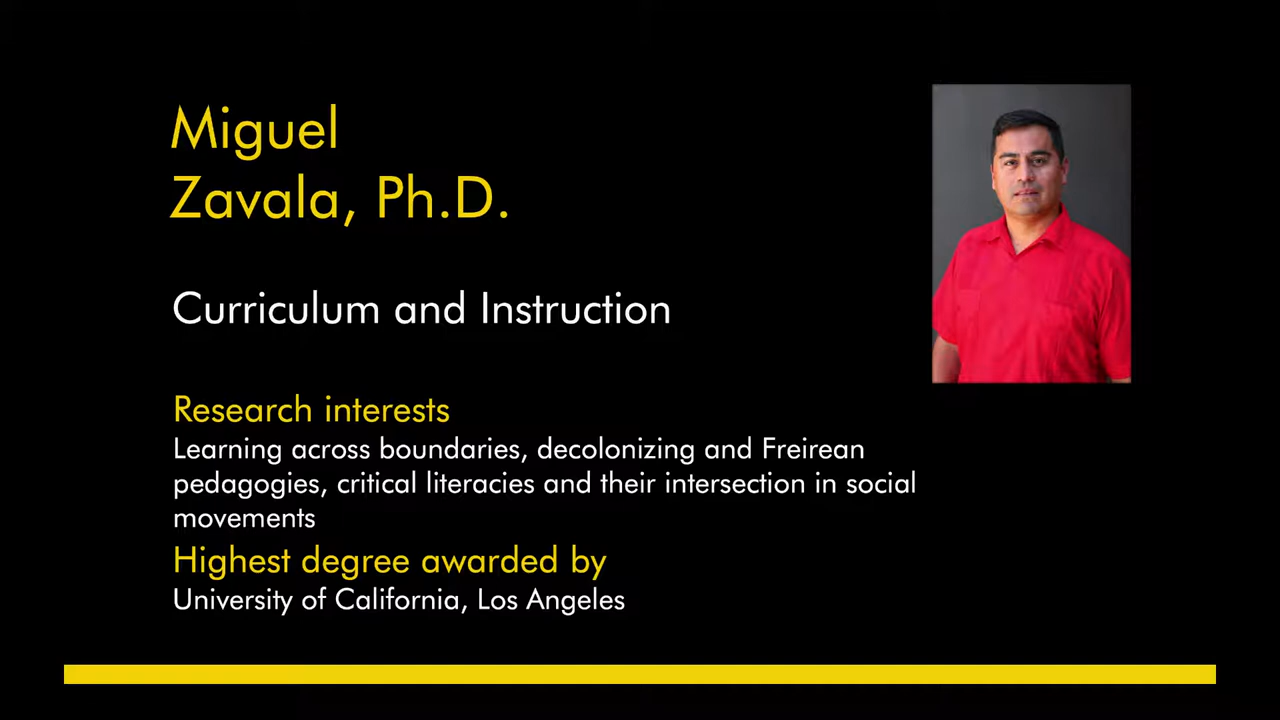 Miguel
Zavala, Ph.D.
Curriculum and Instruction
Research interests
Learning across boundaries, decolonizing and Freirean
pedagogies, critical literacies and their intersection in social
movements
Highest degree awarded by
University of California, Los Angeles